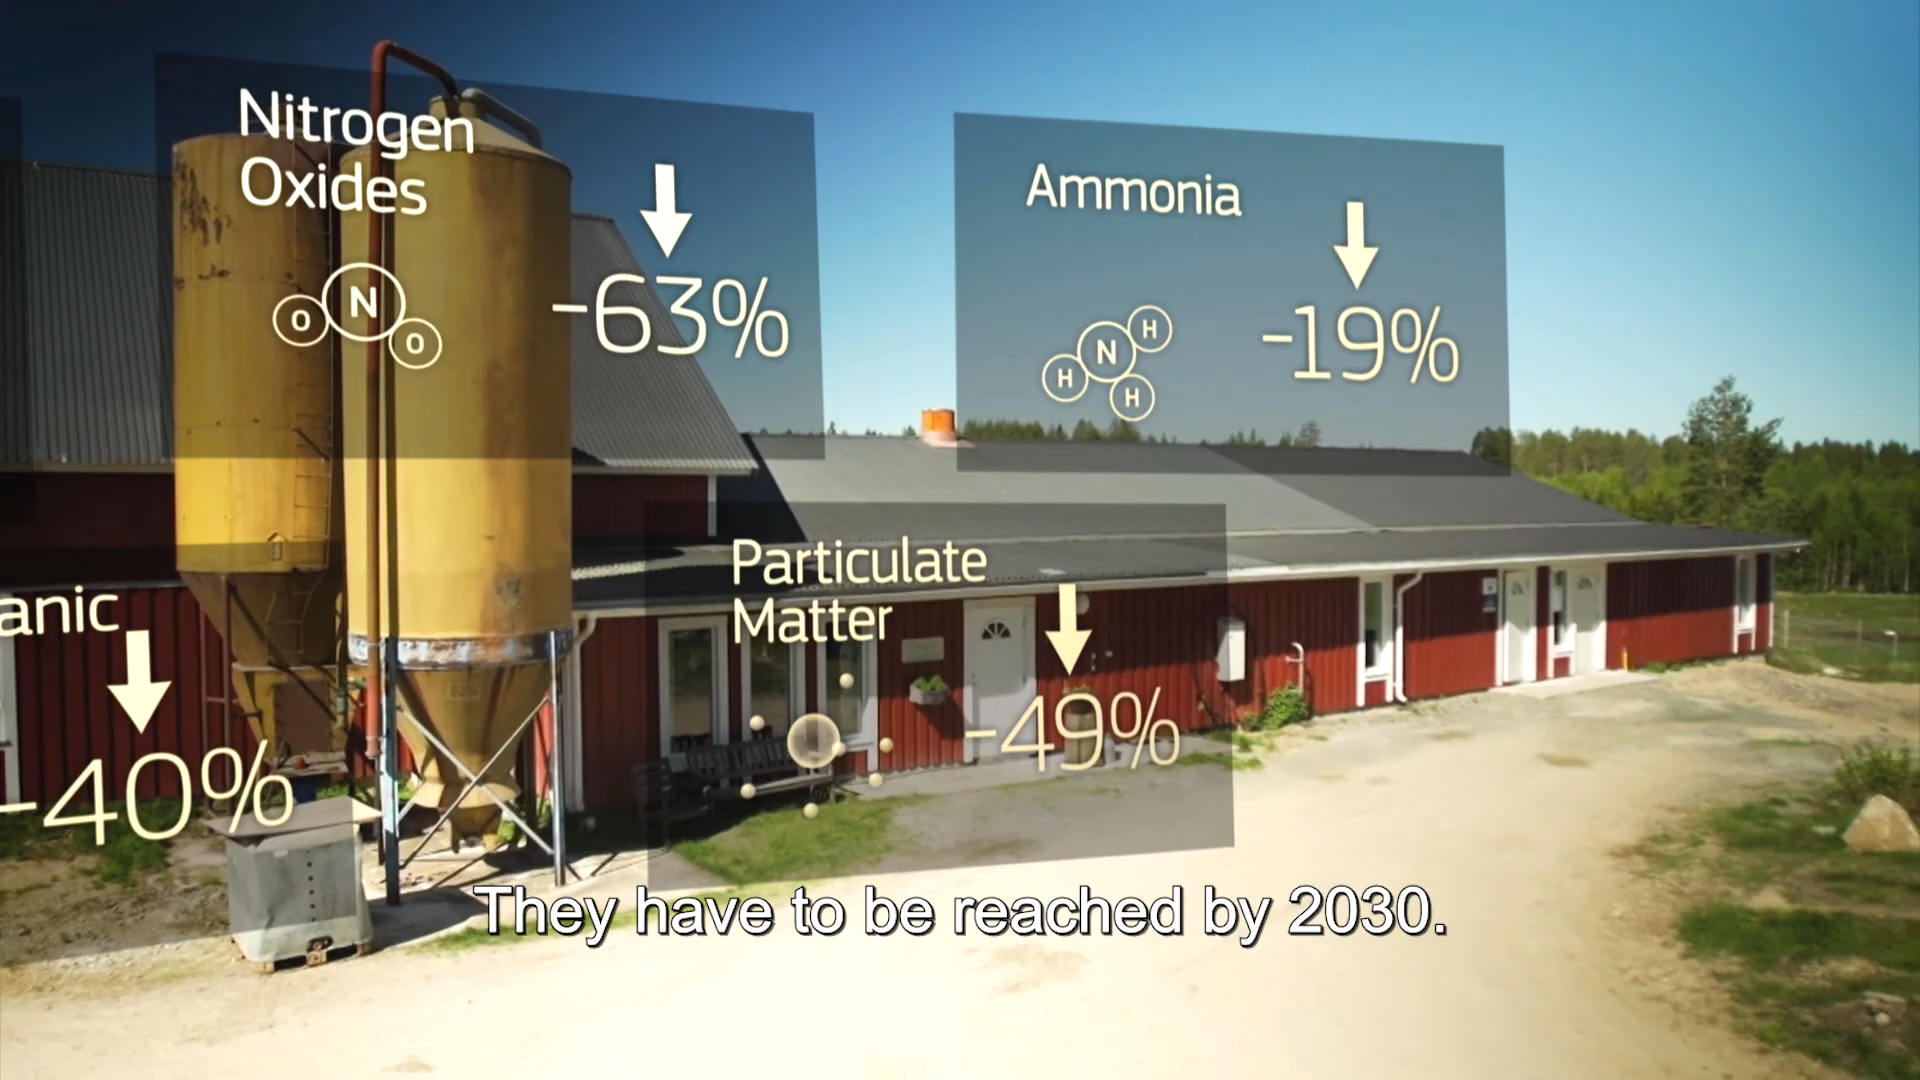 Nitrogen
Oxides
O
N
O
-63%
Ammonia
N
H
H
H
-19%
Particulate
Matter
-49%
anic
-40%
They have to be reached by 2030.